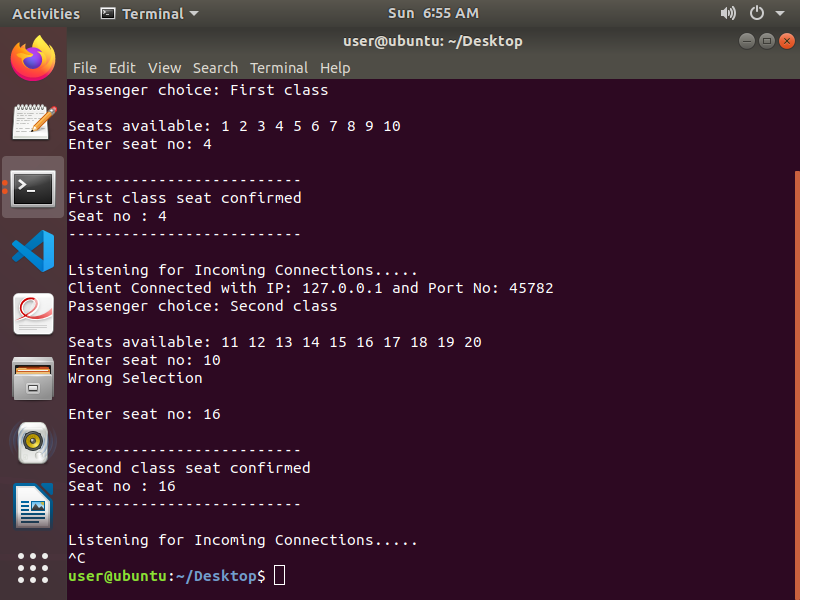 Activities Terminal Sun 6:55 AM
user@ubuntu: ~/Desktop
File Edit View Search Terminal Help
Passenger choice: First class
Seats available: 1 2 3 4 5 6 7 8 9 10
Enter seat no: 4
--------------------------
First class seat confirmed
Seat no : 4
--------------------------
Listening for Incoming Connections.....
Client Connected with IP: 127.0.0.1 and Port No: 45782
Passenger choice: Second class
Seats available: 11 12 13 14 15 16 17 18 19 20
Enter seat no: 10
Wrong Selection
Enter seat no: 16
--------------------------
Second class seat confirmed
Seat no : 16
--------------------------
Listening for Incoming Connections.....
^C
user@ubuntu:~/Desktop$